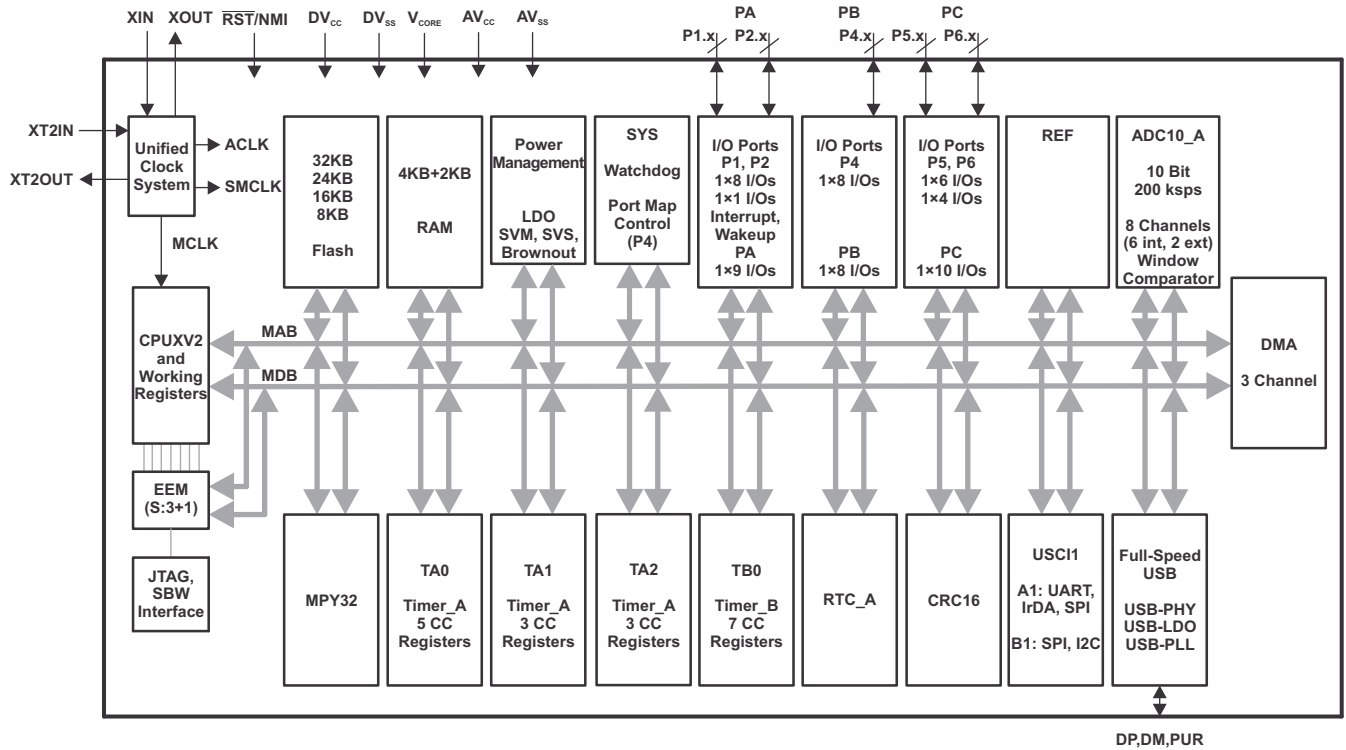 XIN
XOUT
RST/NMI
DVCC
DVSS
VCORE
AVCC
AVSS
PA
P1.x
P2.x
PB
P4.x
PC
P5.x
P6.x
XT2IN
XT2OUT
Unified
Clock
System
ACLK
SMCLK
MCLK
32KB
24KB
16KB
8KB
Flash
4KB+2KB
RAM
Power
Management
LDO
SVM, SVS,
Brownout
SYS
Watchdog
Port Map
Control
(P4)
I/O Ports
P1, P2
1×8 I/Os
1×1 I/Os
Interrupt,
Wakeup
PA
1×9 I/Os
I/O Ports
P4
1×8 I/Os
PB
1×8 I/Os
I/O Ports
P5, P6
1×6 I/Os
1×4 I/Os
PC
1×10 I/Os
REF
ADC10_A
10 Bit
200 ksps
8 Channels
(6 int, 2 ext)
Window
Comparator
CPUXV2
and
Working
Registers
MAB
MDB
DMA
3 Channel
EEM
(S:3+1)
JTAG,
SBW
Interface
MPY32
TA0
Timer_A
5 CC
Registers
TA1
Timer_A
3 CC
Registers
TA2
Timer_A
3 CC
Registers
TB0
Timer_B
7 CC
Registers
RTC_A
CRC16
USCI1
A1: UART,
IrDA, SPI
B1: SPI, I2C
Full-Speed
USB
USB-PHY
USB-LDO
USB-PLL
DP,DM,PUR